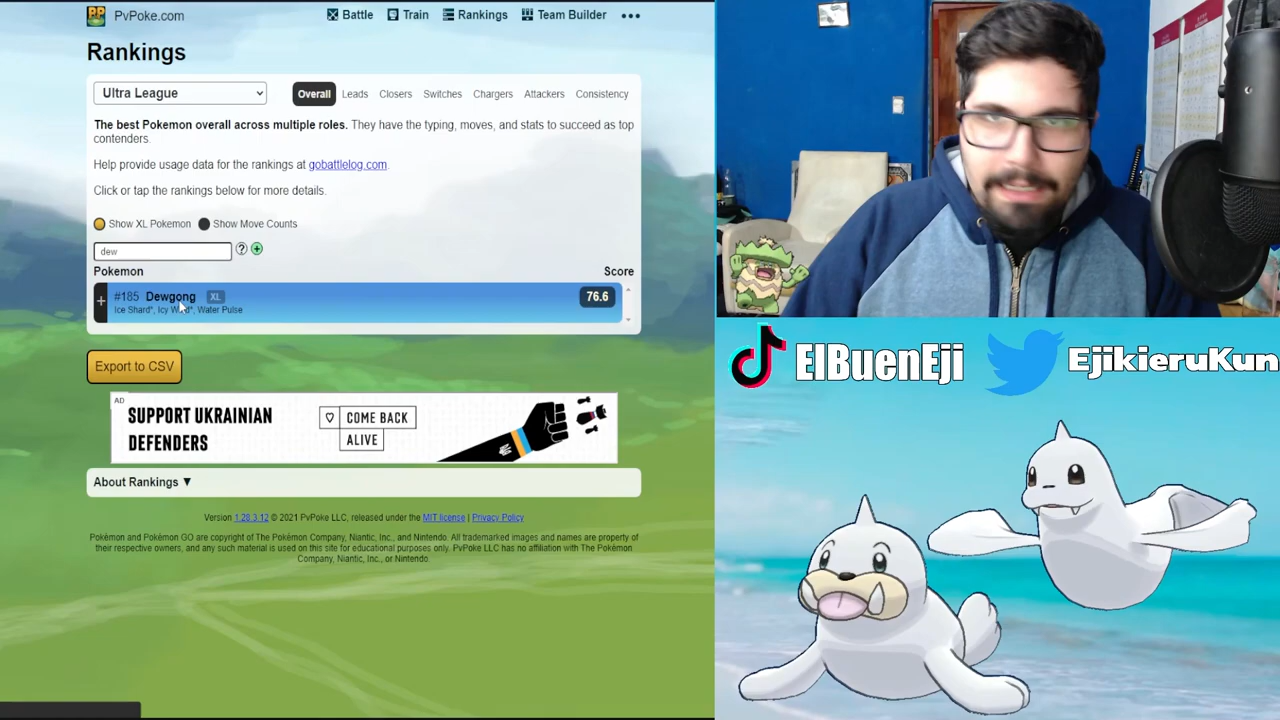 PvPoke.com
Battle
Train
Rankings
Team Builder
Rankings
Ultra League
Overall
Leads
Closers
Switches
Chargers
Attackers
Consistency
The best Pokemon overall across multiple roles. They have the typing, moves, and stats to succeed as top
contenders.
Help provide usage data for the rankings at gobattlelog.com.
Click or tap the rankings below for more details.
Show XL Pokemon
Show Move Counts
dew
?
+
Pokemon
Score
+
#185 Dewgong XL
76.6
Ice Shard*, Icy Wind*, Water Pulse
Export to CSV
AD
SUPPORT UKRAINIAN
DEFENDERS
COME BACK
ALIVE
About Rankings ▼
Version 1.28.3.12 © 2021 PvPoke LLC, released under the MIT license | Privacy Policy
Pokémon and Pokémon GO are copyright of The Pokémon Company, Niantic, Inc., and Nintendo. All trademarked images and names are property of
their respective owners, and any such material is used on this site for educational purposes only. PvPoke LLC has no affiliation with The Pokémon
Company, Niantic, Inc., or Nintendo.
ElBuenEji
EjikieruKun